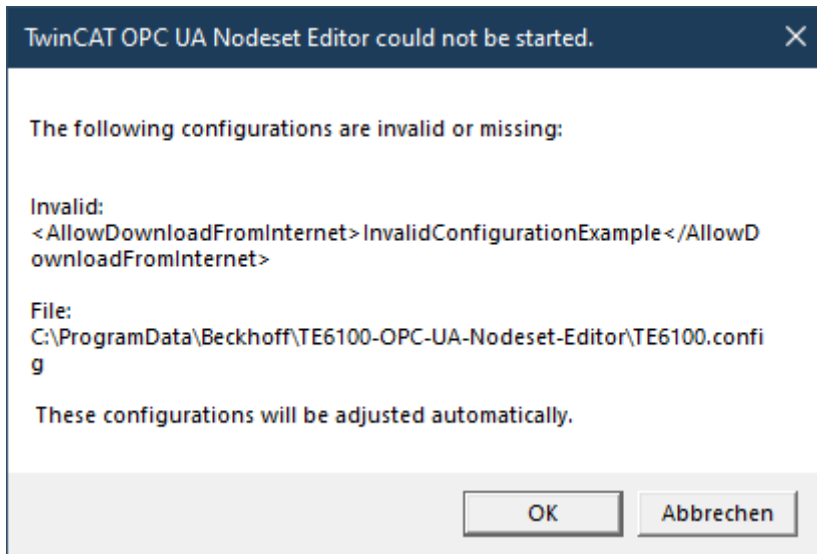 TwinCAT OPC UA Nodeset Editor could not be started.
The following configurations are invalid or missing:
Invalid:
<AllowDownloadFromInternet>InvalidConfigurationExample</AllowD
ownloadFromInternet>
File:
C:\ProgramData\Beckhoff\TE6100-OPC-UA-Nodeset-Editor\TE6100.confi
g
These configurations will be adjusted automatically.
OK Abbrechen